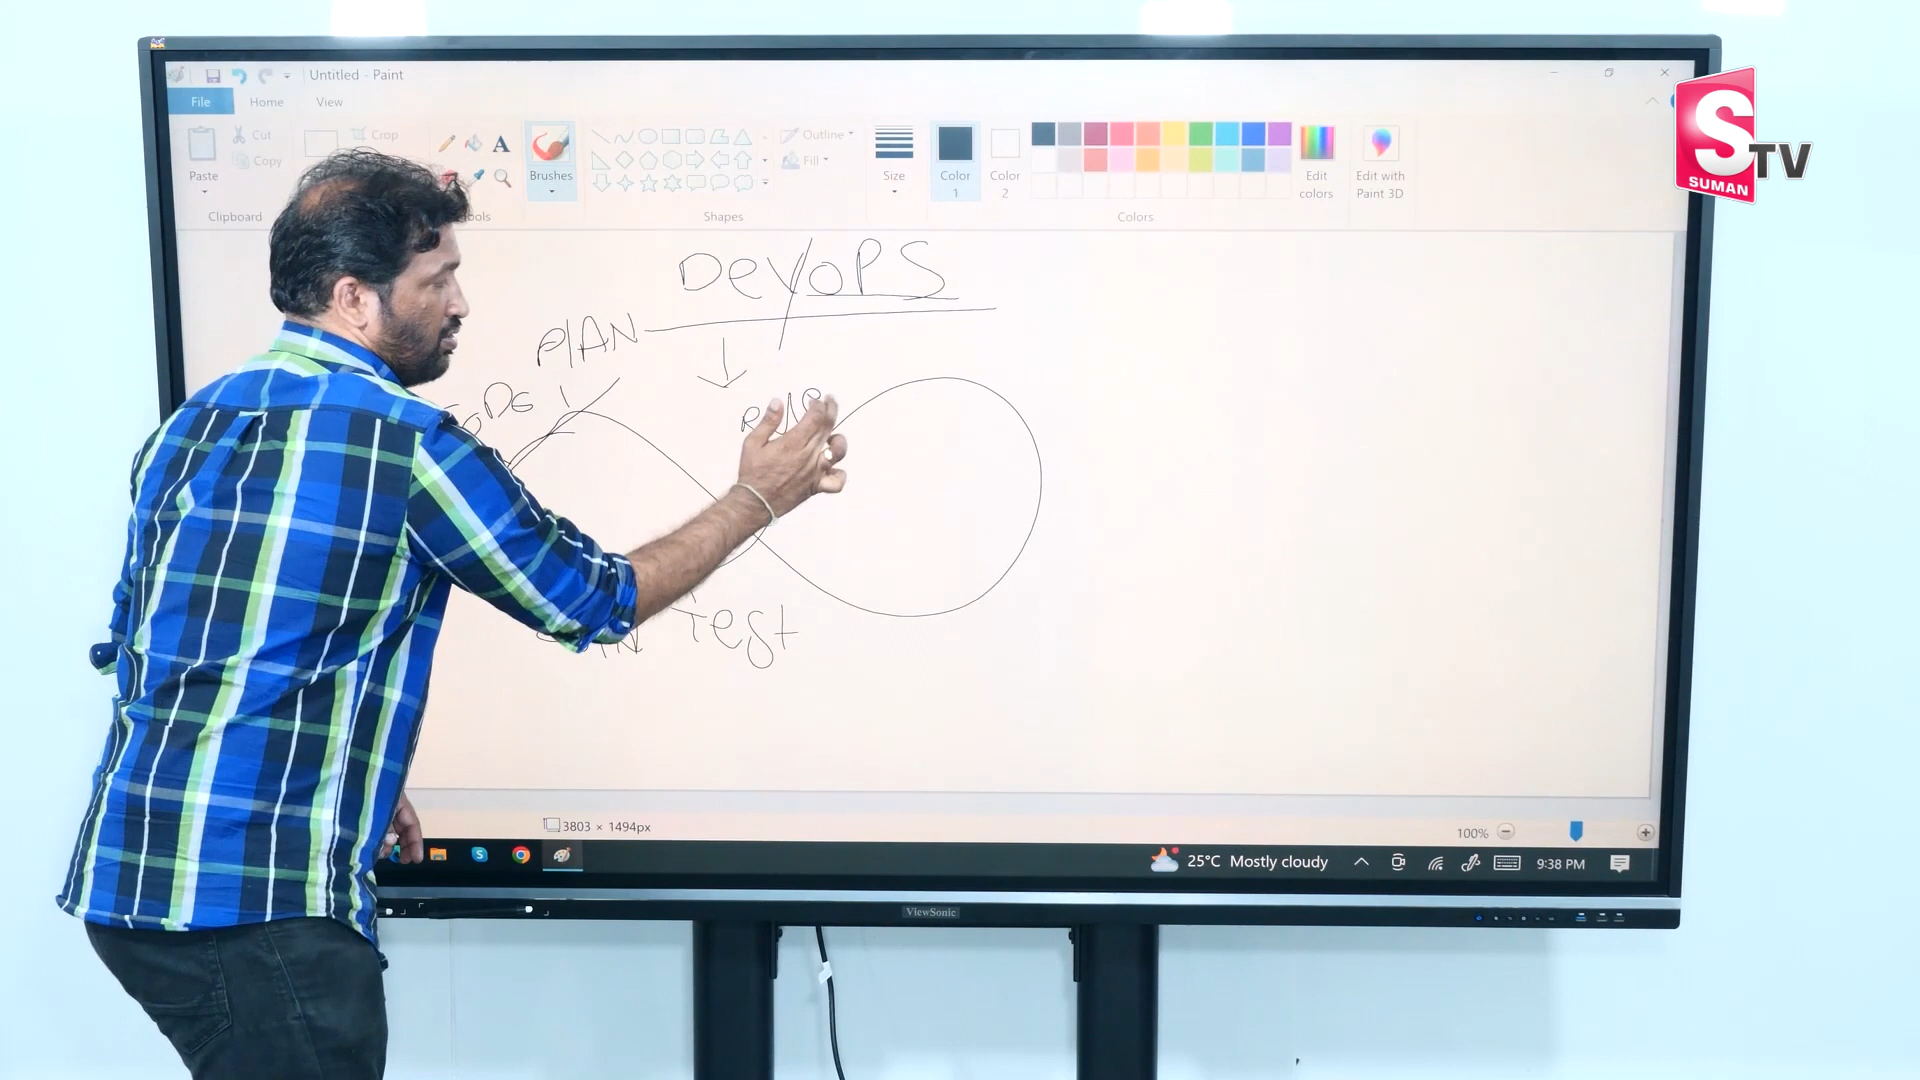 Untitled - Paint
File Home View
Cut
Crop
Copy
Paste
Brushes
Outline
Fill
Size
Color 1
Color 2
Edit colors
Edit with Paint 3D
Clipboard
Shapes
Colors
S TV
SUMAN
DevOPS
PLAN
Test
3803 × 1494px
100%
25°C Mostly cloudy
9:38 PM
ViewSonic